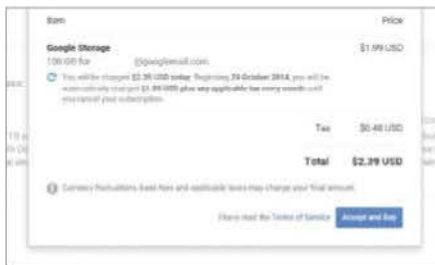 Item Price
Google Storage $1.99 USD
100 GB for @googlemail.com
You will be charged $2.39 USD today. Beginning 29 October 2014, you will be
automatically charged $1.99 USD plus any applicable tax every month until
you cancel your subscription.
Tax $0.40 USD
Total $2.39 USD
Currency fluctuations, bank fees and applicable taxes may change your final amount.
I have read the Terms of Service Accept and Buy